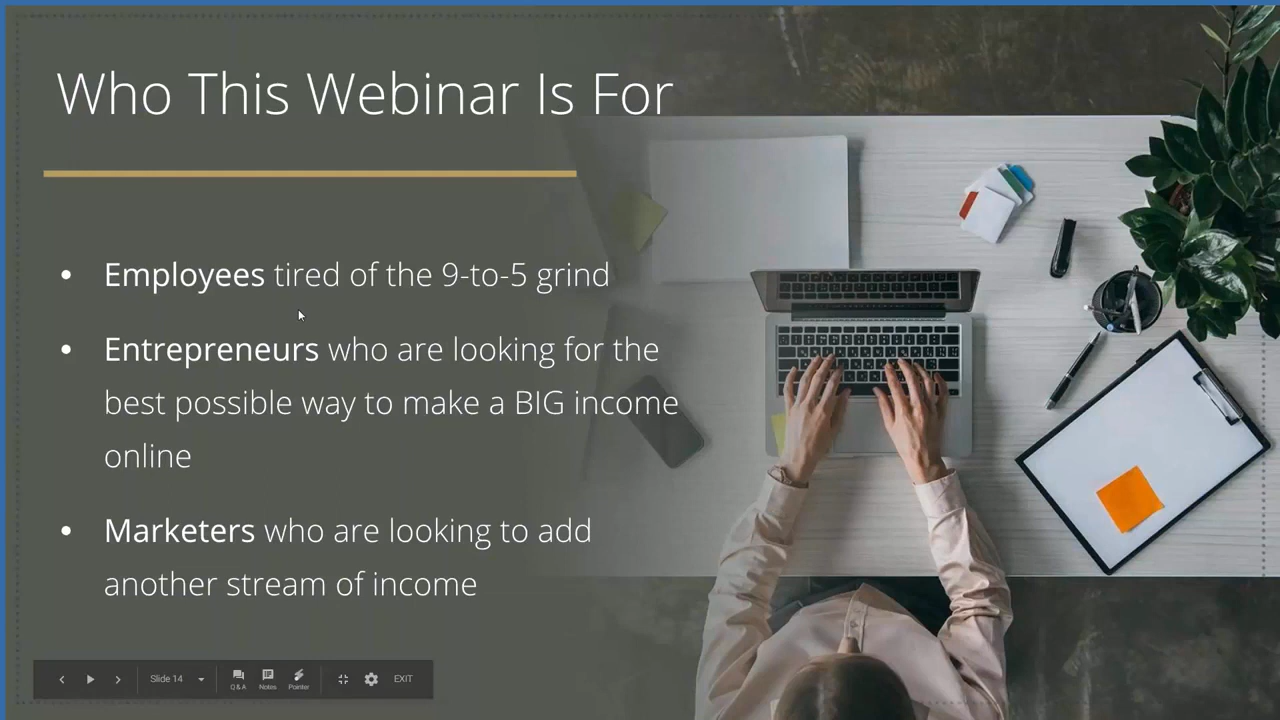 Who This Webinar Is For
• Employees tired of the 9-to-5 grind
• Entrepreneurs who are looking for the
best possible way to make a BIG income
online
• Marketers who are looking to add
another stream of income
Slide 14
Q&A Notes Pointer
EXIT